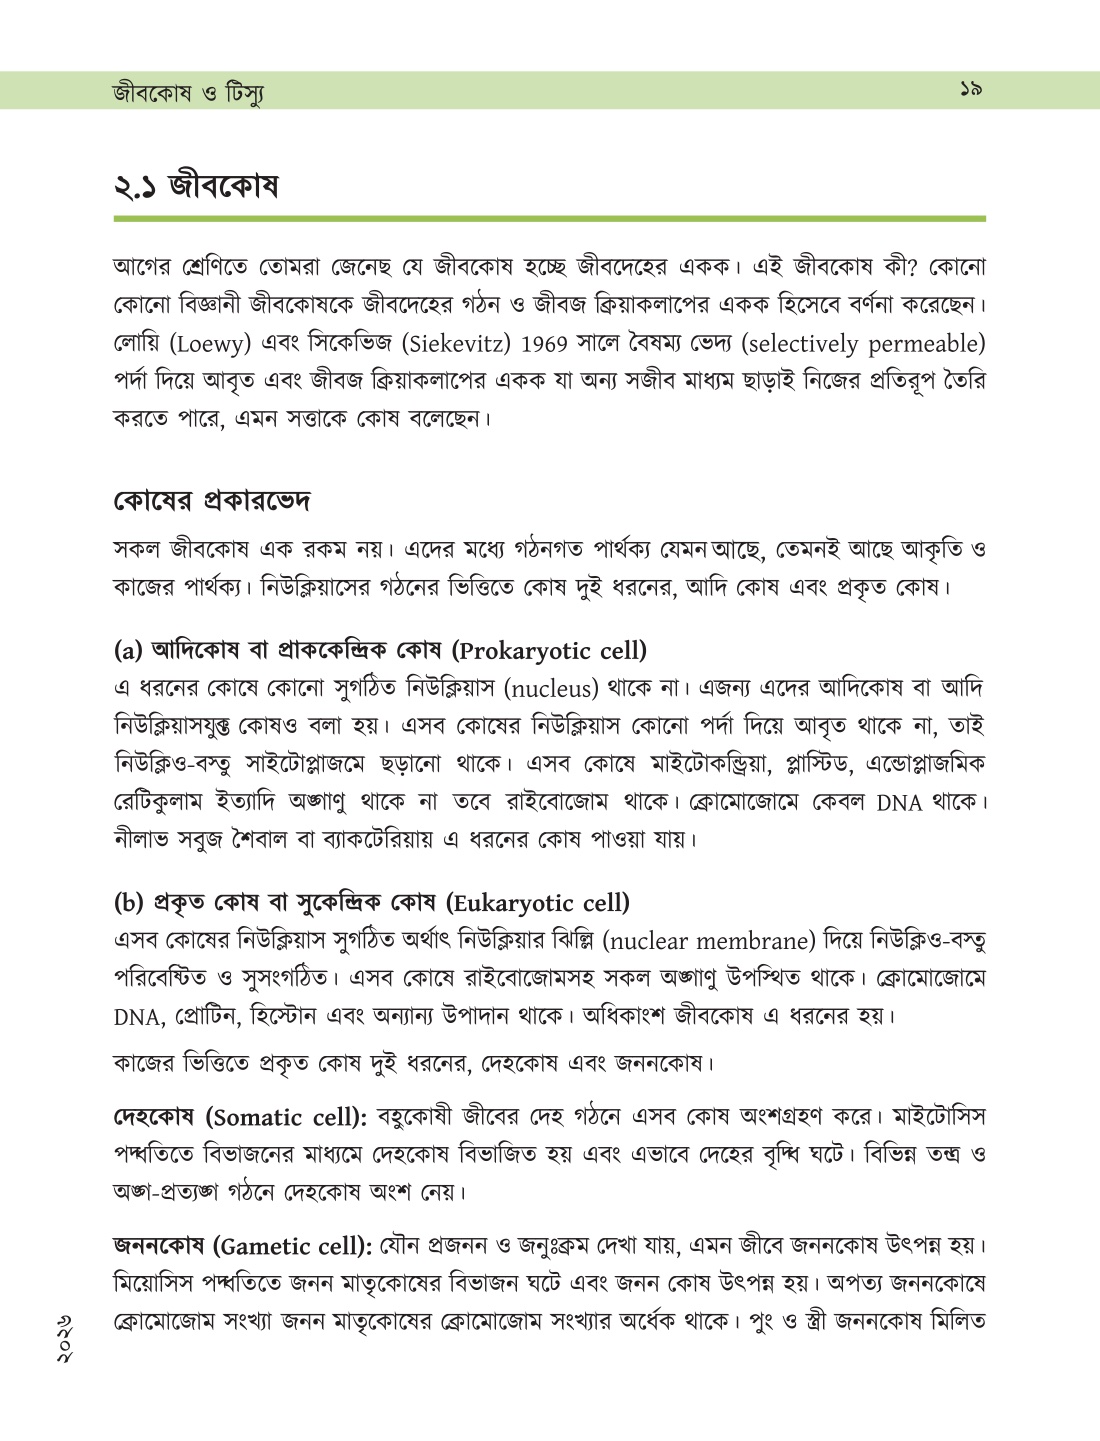 জীবকোষ ও টিস্যু
১৯
২.১ জীবকোষ
আগের শ্রেণিতে তোমরা জেনেছ যে জীবকোষ হচ্ছে জীবদেহের একক। এই জীবকোষ কী? কোনো
কোনো বিজ্ঞানী জীবকোষকে জীবদেহের গঠন ও জীবজ ক্রিয়াকলাপের একক হিসেবে বর্ণনা করেছেন।
লোয়ি (Loewy) এবং সিকেভিজ (Siekevitz) 1969 সালে বৈষম্য ভেদ্য (selectively permeable)
পর্দা দিয়ে আবৃত এবং জীবজ ক্রিয়াকলাপের একক যা অন্য সজীব মাধ্যম ছাড়াই নিজের প্রতিরূপ তৈরি
করতে পারে, এমন সত্তাকে কোষ বলেছেন।
কোষের প্রকারভেদ
সকল জীবকোষ এক রকম নয়। এদের মধ্যে গঠনগত পার্থক্য যেমন আছে, তেমনই আছে আকৃতি ও
কাজের পার্থক্য। নিউক্লিয়াসের গঠনের ভিত্তিতে কোষ দুই ধরনের, আদি কোষ এবং প্রকৃত কোষ।
(a) আদিকোষ বা প্রাককেন্দ্রিক কোষ (Prokaryotic cell)
এ ধরনের কোষে কোনো সুগঠিত নিউক্লিয়াস (nucleus) থাকে না। এজন্য এদের আদিকোষ বা আদি
নিউক্লিয়াসযুক্ত কোষও বলা হয়। এসব কোষের নিউক্লিয়াস কোনো পর্দা দিয়ে আবৃত থাকে না, তাই
নিউক্লিও-বস্তু সাইটোপ্লাজমে ছড়ানো থাকে। এসব কোষে মাইটোকন্ড্রিয়া, প্লাস্টিড, এন্ডোপ্লাজমিক
রেটিকুলাম ইত্যাদি অঙ্গাণু থাকে না তবে রাইবোজোম থাকে। ক্রোমোজোমে কেবল DNA থাকে।
নীলাভ সবুজ শৈবাল বা ব্যাকটেরিয়ায় এ ধরনের কোষ পাওয়া যায়।
(b) প্রকৃত কোষ বা সুকেন্দ্রিক কোষ (Eukaryotic cell)
এসব কোষের নিউক্লিয়াস সুগঠিত অর্থাৎ নিউক্লিয়ার ঝিল্লি (nuclear membrane) দিয়ে নিউক্লিও-বস্তু
পরিবেষ্টিত ও সুসংগঠিত। এসব কোষে রাইবোজোমসহ সকল অঙ্গাণু উপস্থিত থাকে। ক্রোমোজোমে
DNA, প্রোটিন, হিস্টোন এবং অন্যান্য উপাদান থাকে। অধিকাংশ জীবকোষ এ ধরনের হয়।
কাজের ভিত্তিতে প্রকৃত কোষ দুই ধরনের, দেহকোষ এবং জননকোষ।
দেহকোষ (Somatic cell): বহুকোষী জীবের দেহ গঠনে এসব কোষ অংশগ্রহণ করে। মাইটোসিস
পদ্ধতিতে বিভাজনের মাধ্যমে দেহকোষ বিভাজিত হয় এবং এভাবে দেহের বৃদ্ধি ঘটে। বিভিন্ন তন্ত্র ও
অঙ্গ-প্রত্যঙ্গ গঠনে দেহকোষ অংশ নেয়।
জননকোষ (Gametic cell): যৌন প্রজনন ও জনুঃক্রম দেখা যায়, এমন জীবে জননকোষ উৎপন্ন হয়।
মিয়োসিস পদ্ধতিতে জনন মাতৃকোষের বিভাজন ঘটে এবং জনন কোষ উৎপন্ন হয়। অপত্য জননকোষে
ক্রোমোজোম সংখ্যা জনন মাতৃকোষের ক্রোমোজোম সংখ্যার অর্ধেক থাকে। পুং ও স্ত্রী জননকোষ মিলিত
২০২৬